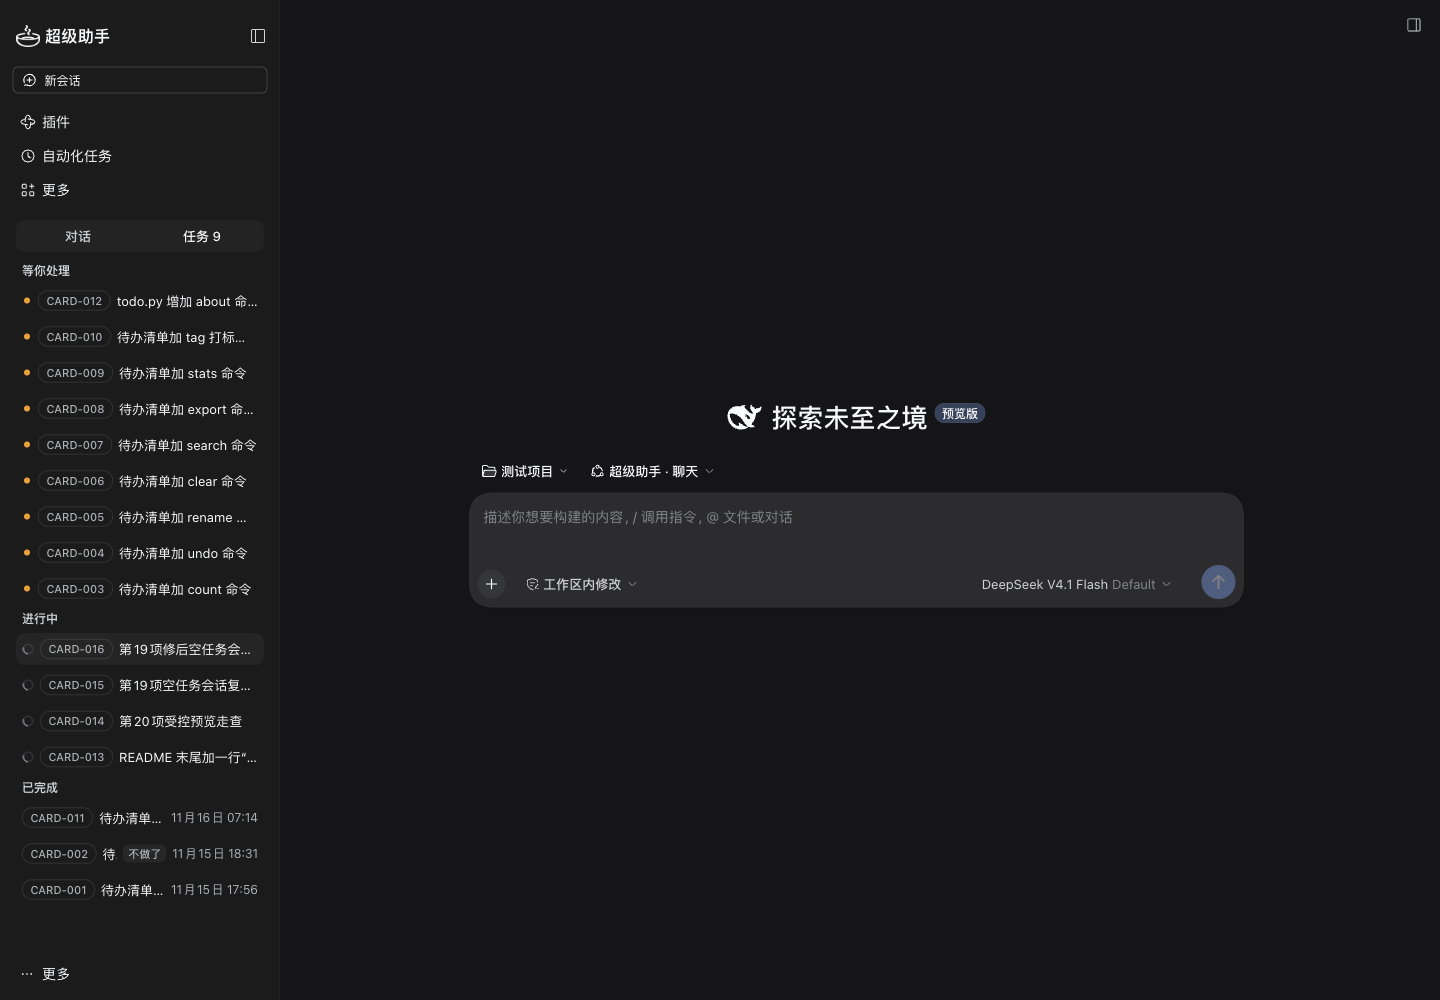 超级助手
新会话
插件
自动化任务
更多
对话 任务 9
等你处理
CARD-012 todo.py 增加 about 命...
CARD-010 待办清单加 tag 打标...
CARD-009 待办清单加 stats 命令
CARD-008 待办清单加 export 命...
CARD-007 待办清单加 search 命令
CARD-006 待办清单加 clear 命令
CARD-005 待办清单加 rename ...
CARD-004 待办清单加 undo 命令
CARD-003 待办清单加 count 命令
进行中
CARD-016 第19项修后空任务会...
CARD-015 第19项空任务会话复...
CARD-014 第20项受控预览走查
CARD-013 README 末尾加一行“...
已完成
CARD-011 待办清单... 11月16日 07:14
CARD-002 待 不做了 11月15日 18:31
CARD-001 待办清单... 11月15日 17:56
... 更多
探索未至之境 预览版
测试项目 超级助手 · 聊天
描述你想要构建的内容, / 调用指令, @ 文件或对话
工作区内修改 DeepSeek V4.1 Flash Default